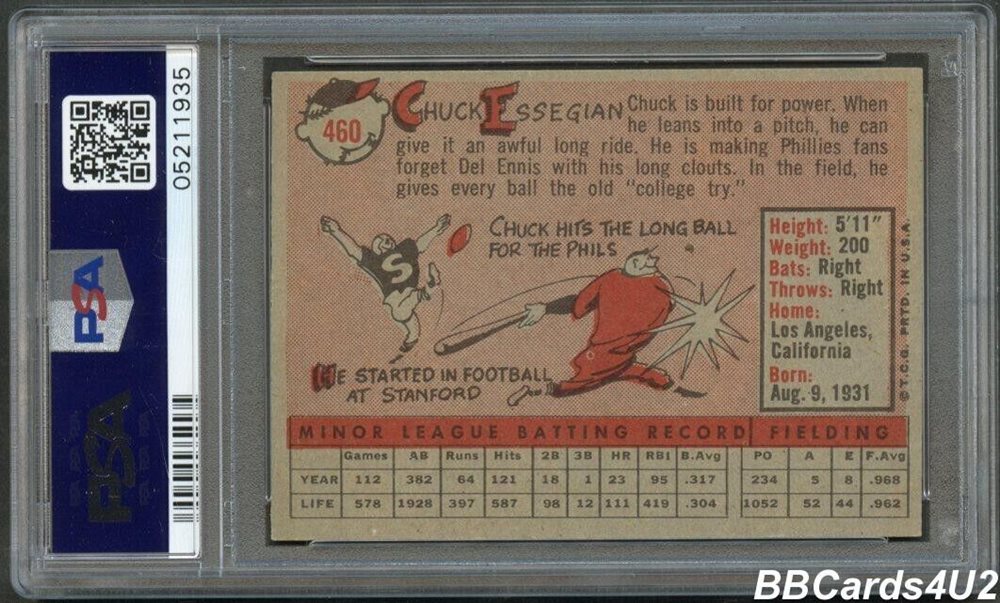 05211935
PSA
PSA
460
CHUCK ESSEGIAN
Chuck is built for power. When
he leans into a pitch, he can
give it an awful long ride. He is making Phillies fans
forget Del Ennis with his long clouts. In the field, he
gives every ball the old "college try."
CHUCK HITS THE LONG BALL
FOR THE PHILS
S
HE STARTED IN FOOTBALL
AT STANFORD
Height: 5'11"
Weight: 200
Bats: Right
Throws: Right
Home:
Los Angeles,
California
Born:
Aug. 9, 1931
© T.C.G. PRTD. IN U.S.A.
MINOR LEAGUE BATTING RECORD FIELDING
Games AB Runs Hits 2B 3B HR RBI B.Avg PO A E F.Avg
YEAR 112 382 64 121 18 1 23 95 .317 234 5 8 .968
LIFE 578 1928 397 587 98 12 111 419 .304 1052 52 44 .962
BBCards4U2